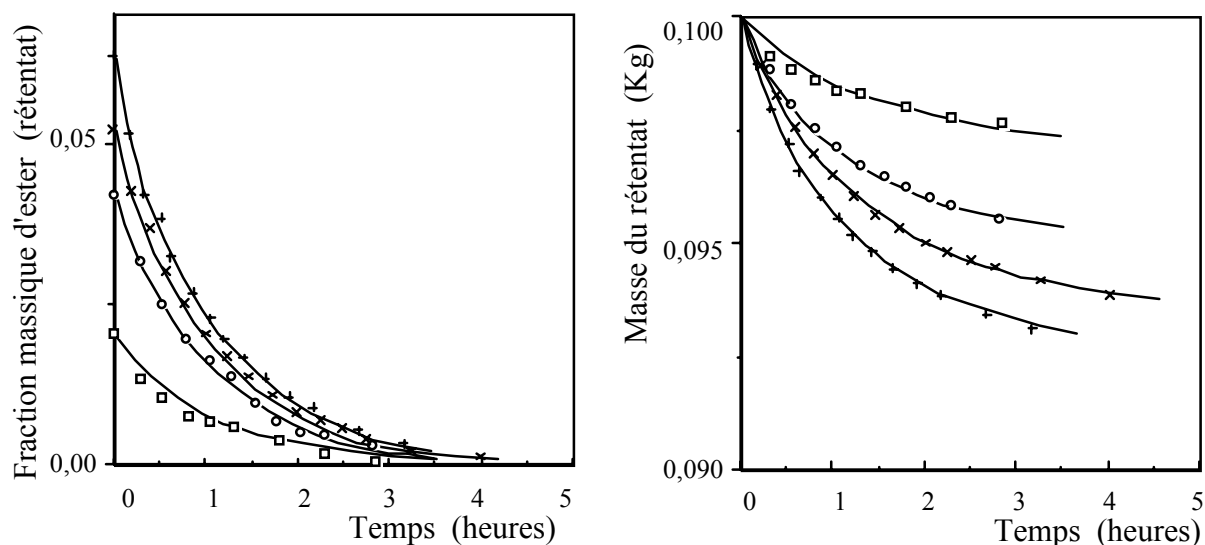 Fraction massique d'ester (rétentat)
0,05
0,00
0 1 2 3 4 5
Temps (heures)
Masse du rétentat (Kg)
0,100
0,095
0,090
0 1 2 3 4 5
Temps (heures)